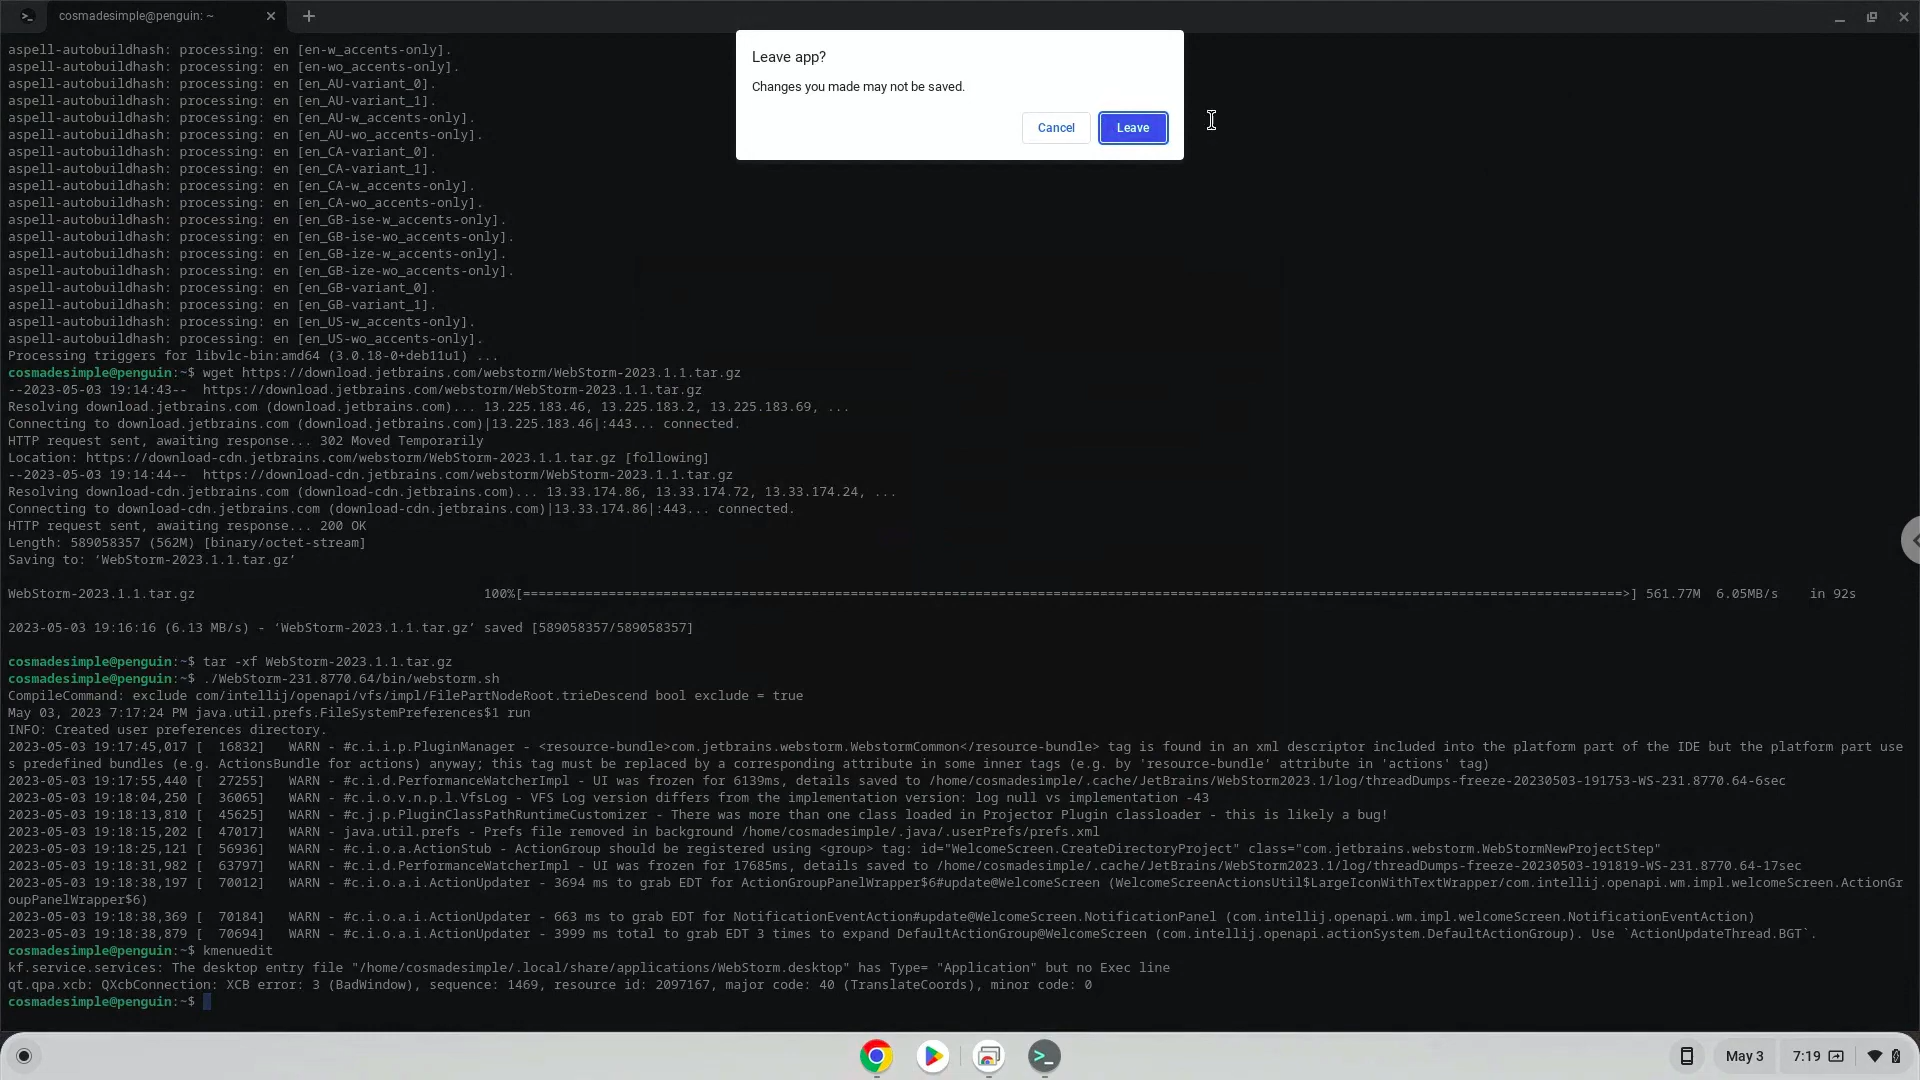 cosmadesimple@penguin: ~
Leave app?
Changes you made may not be saved.
Cancel
Leave
aspell-autobuildhash: processing: en [en-w_accents-only].
aspell-autobuildhash: processing: en [en-wo_accents-only].
aspell-autobuildhash: processing: en [en_AU-variant_0].
aspell-autobuildhash: processing: en [en_AU-variant_1].
aspell-autobuildhash: processing: en [en_AU-w_accents-only].
aspell-autobuildhash: processing: en [en_AU-wo_accents-only].
aspell-autobuildhash: processing: en [en_CA-variant_0].
aspell-autobuildhash: processing: en [en_CA-variant_1].
aspell-autobuildhash: processing: en [en_CA-w_accents-only].
aspell-autobuildhash: processing: en [en_CA-wo_accents-only].
aspell-autobuildhash: processing: en [en_GB-ise-w_accents-only].
aspell-autobuildhash: processing: en [en_GB-ise-wo_accents-only].
aspell-autobuildhash: processing: en [en_GB-ize-w_accents-only].
aspell-autobuildhash: processing: en [en_GB-ize-wo_accents-only].
aspell-autobuildhash: processing: en [en_GB-variant_0].
aspell-autobuildhash: processing: en [en_GB-variant_1].
aspell-autobuildhash: processing: en [en_US-w_accents-only].
aspell-autobuildhash: processing: en [en_US-wo_accents-only].
Processing triggers for libvlc-bin:amd64 (3.0.18-0+deb11u1) ...
cosmadesimple@penguin:~$ wget https://download.jetbrains.com/webstorm/WebStorm-2023.1.1.tar.gz
--2023-05-03 19:14:43--  https://download.jetbrains.com/webstorm/WebStorm-2023.1.1.tar.gz
Resolving download.jetbrains.com (download.jetbrains.com)... 13.225.183.46, 13.225.183.2, 13.225.183.69, ...
Connecting to download.jetbrains.com (download.jetbrains.com)|13.225.183.46|:443... connected.
HTTP request sent, awaiting response... 302 Moved Temporarily
Location: https://download-cdn.jetbrains.com/webstorm/WebStorm-2023.1.1.tar.gz [following]
--2023-05-03 19:14:44--  https://download-cdn.jetbrains.com/webstorm/WebStorm-2023.1.1.tar.gz
Resolving download-cdn.jetbrains.com (download-cdn.jetbrains.com)... 13.33.174.86, 13.33.174.72, 13.33.174.24, ...
Connecting to download-cdn.jetbrains.com (download-cdn.jetbrains.com)|13.33.174.86|:443... connected.
HTTP request sent, awaiting response... 200 OK
Length: 589058357 (562M) [binary/octet-stream]
Saving to: ‘WebStorm-2023.1.1.tar.gz’
WebStorm-2023.1.1.tar.gz 100%[=============================================================================================================================================>] 561.77M 6.05MB/s in 92s
2023-05-03 19:16:16 (6.13 MB/s) - ‘WebStorm-2023.1.1.tar.gz’ saved [589058357/589058357]
cosmadesimple@penguin:~$ tar -xf WebStorm-2023.1.1.tar.gz
cosmadesimple@penguin:~$ ./WebStorm-231.8770.64/bin/webstorm.sh
CompileCommand: exclude com/intellij/openapi/vfs/impl/FilePartNodeRoot.trieDescend bool exclude = true
May 03, 2023 7:17:24 PM java.util.prefs.FileSystemPreferences$1 run
INFO: Created user preferences directory.
2023-05-03 19:17:45,017 [  16832]   WARN - #c.i.i.p.PluginManager - <resource-bundle>com.jetbrains.webstorm.WebstormCommon</resource-bundle> tag is found in an xml descriptor included into the platform part of the IDE but the platform part use
s predefined bundles (e.g. ActionsBundle for actions) anyway; this tag must be replaced by a corresponding attribute in some inner tags (e.g. by 'resource-bundle' attribute in 'actions' tag)
2023-05-03 19:17:55,440 [  27255]   WARN - #c.i.d.PerformanceWatcherImpl - UI was frozen for 6139ms, details saved to /home/cosmadesimple/.cache/JetBrains/WebStorm2023.1/log/threadDumps-freeze-20230503-191753-WS-231.8770.64-6sec
2023-05-03 19:18:04,250 [  36065]   WARN - #c.i.o.v.n.p.l.VfsLog - VFS Log version differs from the implementation version: log null vs implementation -43
2023-05-03 19:18:13,810 [  45625]   WARN - #c.j.p.PluginClassPathRuntimeCustomizer - There was more than one class loaded in Projector Plugin classloader - this is likely a bug!
2023-05-03 19:18:15,202 [  47017]   WARN - java.util.prefs - Prefs file removed in background /home/cosmadesimple/.java/.userPrefs/prefs.xml
2023-05-03 19:18:25,121 [  56936]   WARN - #c.i.o.a.ActionStub - ActionGroup should be registered using <group> tag: id="WelcomeScreen.CreateDirectoryProject" class="com.jetbrains.webstorm.WebStormNewProjectStep"
2023-05-03 19:18:31,982 [  63797]   WARN - #c.i.d.PerformanceWatcherImpl - UI was frozen for 17685ms, details saved to /home/cosmadesimple/.cache/JetBrains/WebStorm2023.1/log/threadDumps-freeze-20230503-191819-WS-231.8770.64-17sec
2023-05-03 19:18:38,197 [  70012]   WARN - #c.i.o.a.i.ActionUpdater - 3694 ms to grab EDT for ActionGroupPanelWrapper$6#update@WelcomeScreen (WelcomeScreenActionsUtil$LargeIconWithTextWrapper/com.intellij.openapi.wm.impl.welcomeScreen.ActionGr
oupPanelWrapper$6)
2023-05-03 19:18:38,369 [  70184]   WARN - #c.i.o.a.i.ActionUpdater - 663 ms to grab EDT for NotificationEventAction#update@WelcomeScreen.NotificationPanel (com.intellij.openapi.wm.impl.welcomeScreen.NotificationEventAction)
2023-05-03 19:18:38,879 [  70694]   WARN - #c.i.o.a.i.ActionUpdater - 3999 ms total to grab EDT 3 times to expand DefaultActionGroup@WelcomeScreen (com.intellij.openapi.actionSystem.DefaultActionGroup). Use `ActionUpdateThread.BGT`.
cosmadesimple@penguin:~$ kmenuedit
kf.service.services: The desktop entry file "/home/cosmadesimple/.local/share/applications/WebStorm.desktop" has Type= "Application" but no Exec line
qt.qpa.xcb: QXcbConnection: XCB error: 3 (BadWindow), sequence: 1469, resource id: 2097167, major code: 40 (TranslateCoords), minor code: 0
cosmadesimple@penguin:~$
May 3
7:19